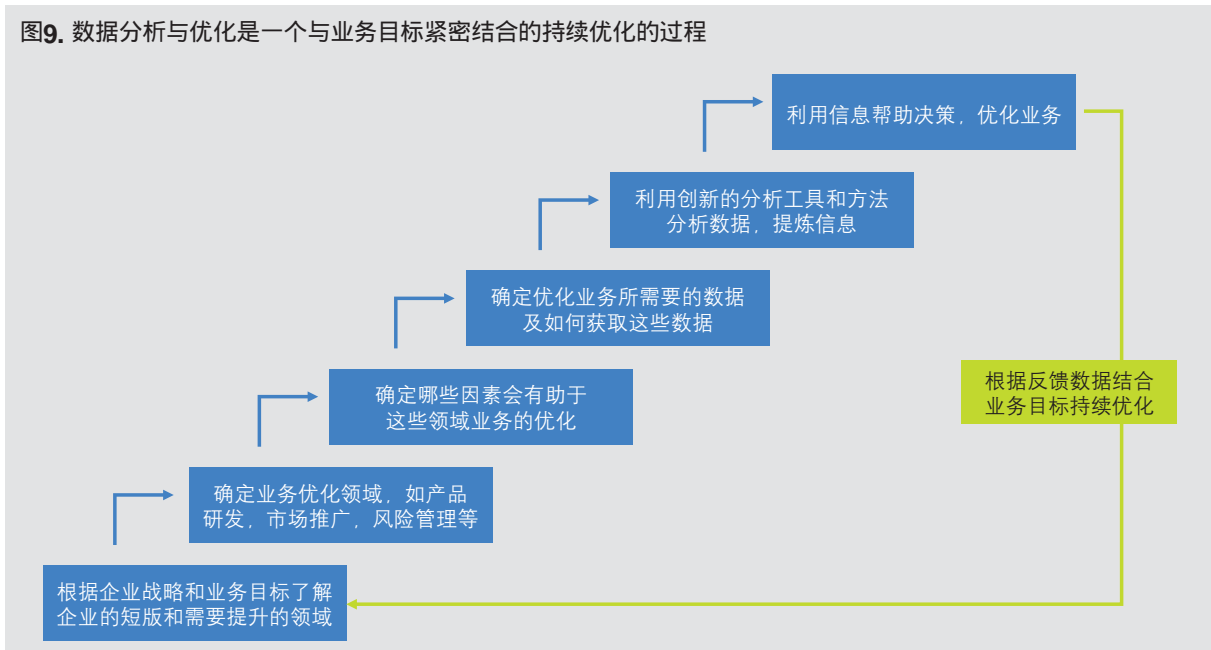 图9. 数据分析与优化是一个与业务目标紧密结合的持续优化的过程
利用信息帮助决策，优化业务
利用创新的分析工具和方法
分析数据，提炼信息
确定优化业务所需要的数据
及如何获取这些数据
根据反馈数据结合
业务目标持续优化
确定哪些因素会有助于
这些领域业务的优化
确定业务优化领域，如产品
研发，市场推广，风险管理等
根据企业战略和业务目标了解
企业的短版和需要提升的领域